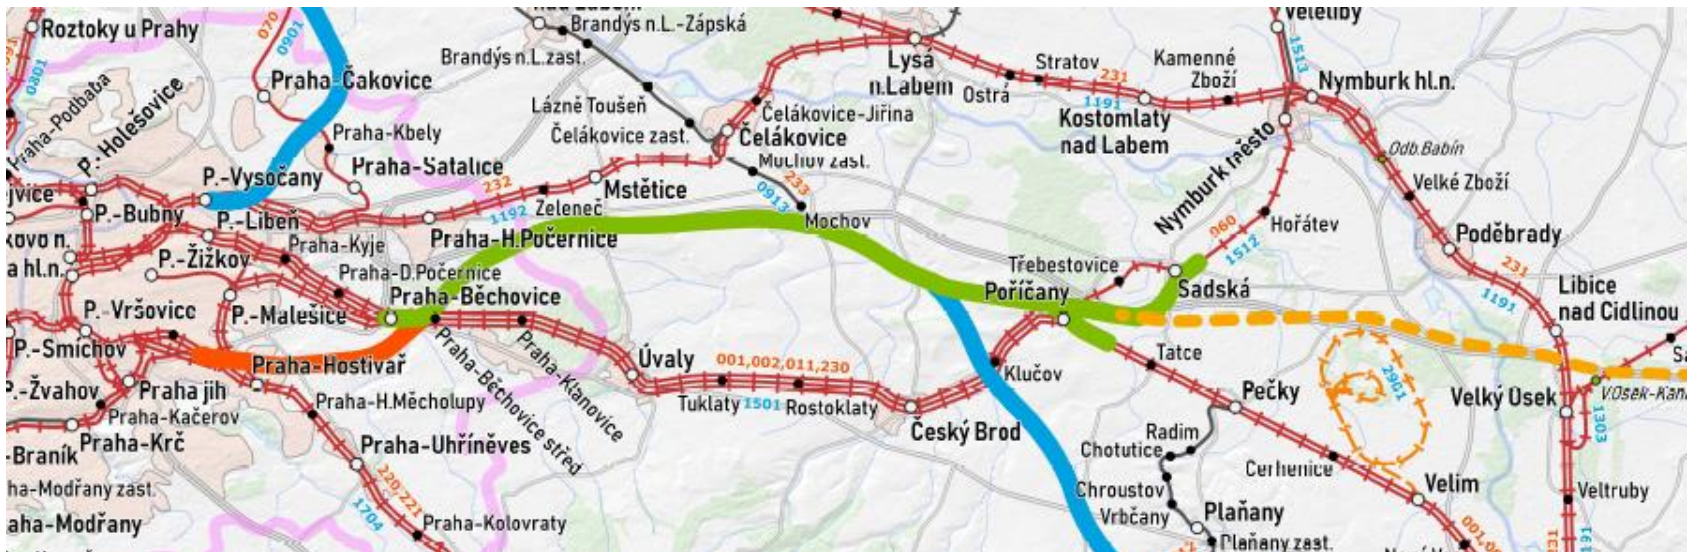 Roztoky u Prahy
070
0901
0801
Praha-Podbaba
P.-Holešovice
Praha-Čakovice
Praha-Kbely
Praha-Satalice
P.-Vysočany
P.-Bubny
P.-Libeň
Praha-Kyje
P.-Žižkov
Praha-D.Počernice
Praha-H.Počernice
Praha-Běchovice
P.-Vršovice
P.-Malešice
P.-Smíchov
Praha-Hostivař
P.-Žvahov
Praha jih
Praha-Kačerov
Praha-Krč
-Braník
Praha-H.Měcholupy
Praha-Uhříněves
220,221
1704
Praha-Kolovraty
ha-Modřany zast.
aha-Modřany
a hl.n.
Brandýs n.L.-Zápská
Brandýs n.L.zast.
Lázně Toušeň
Čelákovice zast.
Čelákovice-Jiřina
Čelákovice
Mochov zast.
233
0913
Mochov
232
1192
Zeleneč
Mstětice
Lysá
n.Labem
Ostrá
Stratov
231
1191
Kamenné
Zboží
Kostomlaty
nad Labem
Veleliby
1513
Nymburk hl.n.
Nymburk město
Odb.Babín
Velké Zboží
Hořátev
060
1512
Poděbrady
231
1191
Libice
nad Cidlinou
Třebestovice
Sadská
Poříčany
Praha-Běchovice střed
Praha-Klánovice
Úvaly
001,002,011,230
Tuklaty
1501
Rostoklaty
Český Brod
Klučov
Tatce
Pečky
2901
Velký Osek
1303
Radim
Chotutice
Chroustov
Vrbčany
Plaňany
Plaňany zast.
Cerhenice
Velim
Veltruby